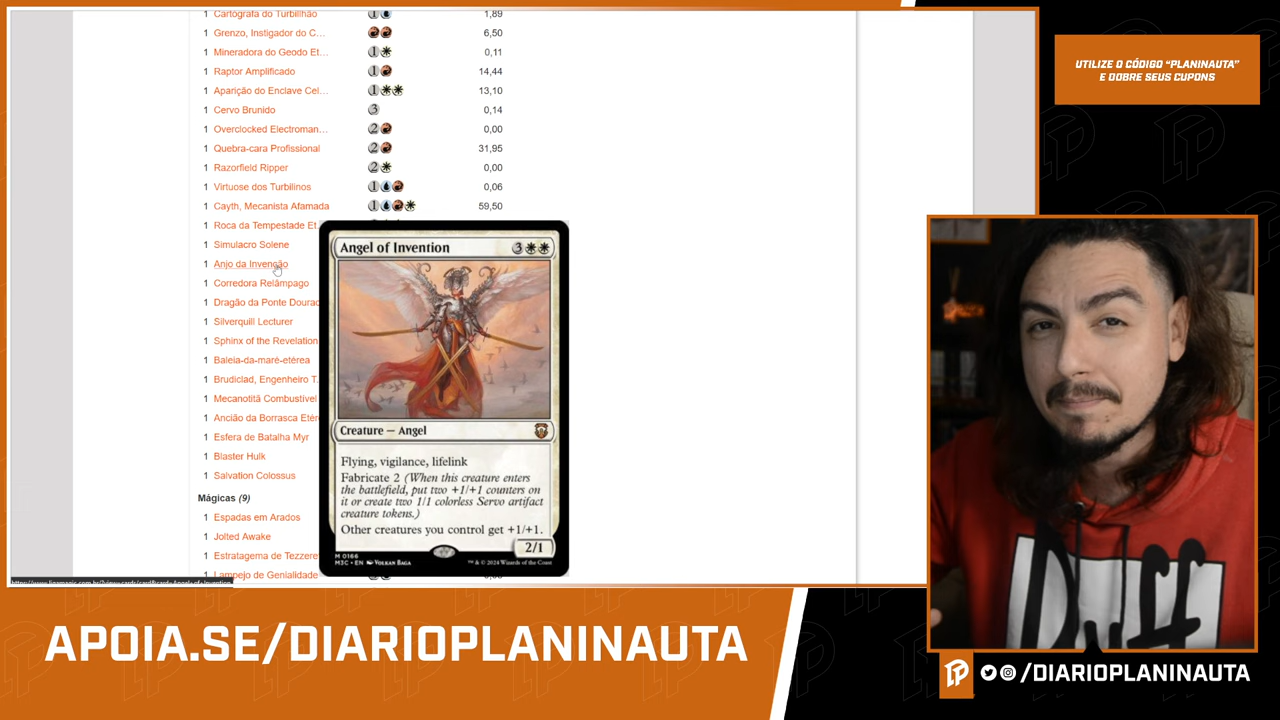 1 Cartógrafa do Turbilhão 1,89
1 Grenzo, Instigador do C... 6,50
1 Mineradora do Geodo Et... 0,11
1 Raptor Amplificado 14,44
1 Aparição do Enclave Cei... 13,10
1 Cervo Brunido 3 0,14
1 Overclocked Electroman... 2 0,00
1 Quebra-cara Profissional 2 31,95
1 Razorfield Ripper 2 0,00
1 Virtuose dos Turbilinos 1 0,06
1 Cayth, Mecanista Afamada 1 59,50
1 Roca da Tempestade Et
1 Simulacro Solene
1 Anjo da Invenção
1 Corredora Relâmpago
1 Dragão da Ponte Dourad
1 Silverquill Lecturer
1 Sphinx of the Revelation
1 Baleia-da-maré-etérea
1 Brudiclad, Engenheiro T
1 Mecanotitã Combustível
1 Ancião da Borrasca Etér
1 Esfera de Batalha Myr
1 Blaster Hulk
1 Salvation Colossus
Mágicas (9)
1 Espadas em Arados
1 Jolted Awake
1 Estratagema de Tezzere
1 Lampejo de Genialidade
Angel of Invention 3
Creature — Angel
Flying, vigilance, lifelink
Fabricate 2 (When this creature enters
the battlefield, put two +1/+1 counters on
it or create two 1/1 colorless Servo artifact
creature tokens.)
Other creatures you control get +1/+1.
2/1
M 0166
M3C • EN VOLKAN BAGA
™ & © 2024 Wizards of the Coast
UTILIZE O CÓDIGO “PLANINAUTA”
E DOBRE SEUS CUPONS
APOIA.SE/DIARIOPLANINAUTA
/DIARIOPLANINAUTA